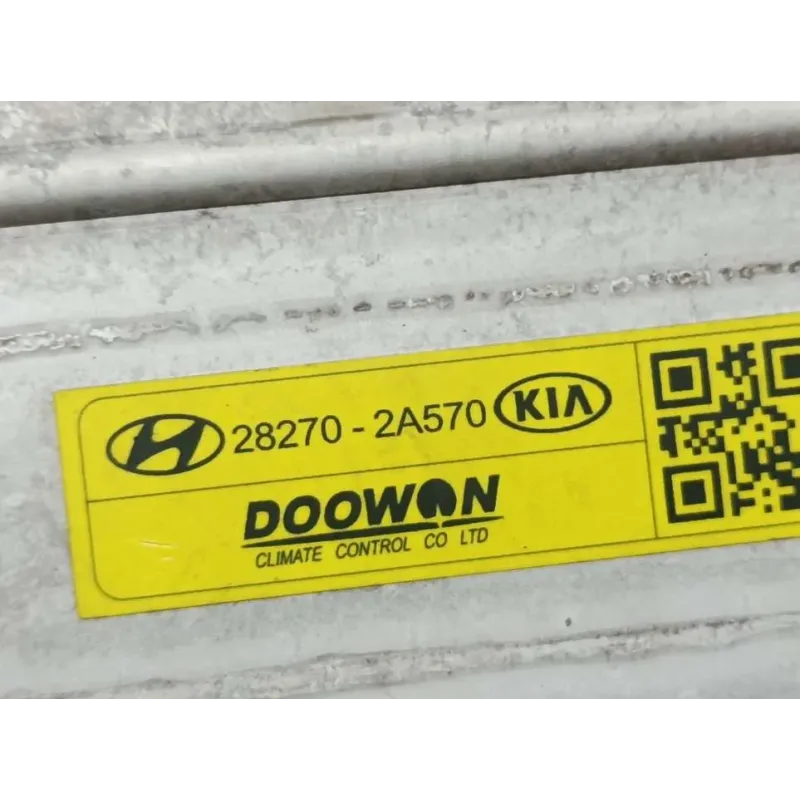 28270 - 2A570 KIA
DOOWON
CLIMATE CONTROL CO LTD